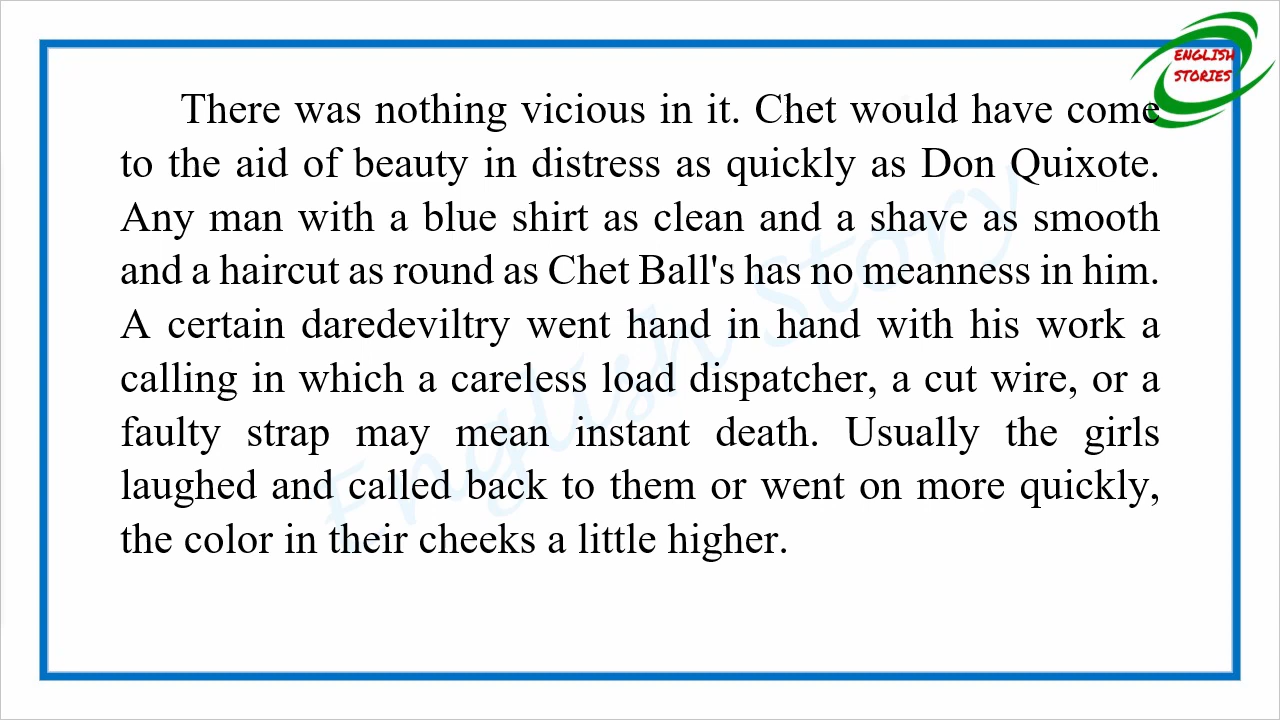 ENGLISH
STORIES
There was nothing vicious in it. Chet would have come
to the aid of beauty in distress as quickly as Don Quixote.
Any man with a blue shirt as clean and a shave as smooth
and a haircut as round as Chet Ball's has no meanness in him.
A certain daredeviltry went hand in hand with his work a
calling in which a careless load dispatcher, a cut wire, or a
faulty strap may mean instant death. Usually the girls
laughed and called back to them or went on more quickly,
the color in their cheeks a little higher.
English Story